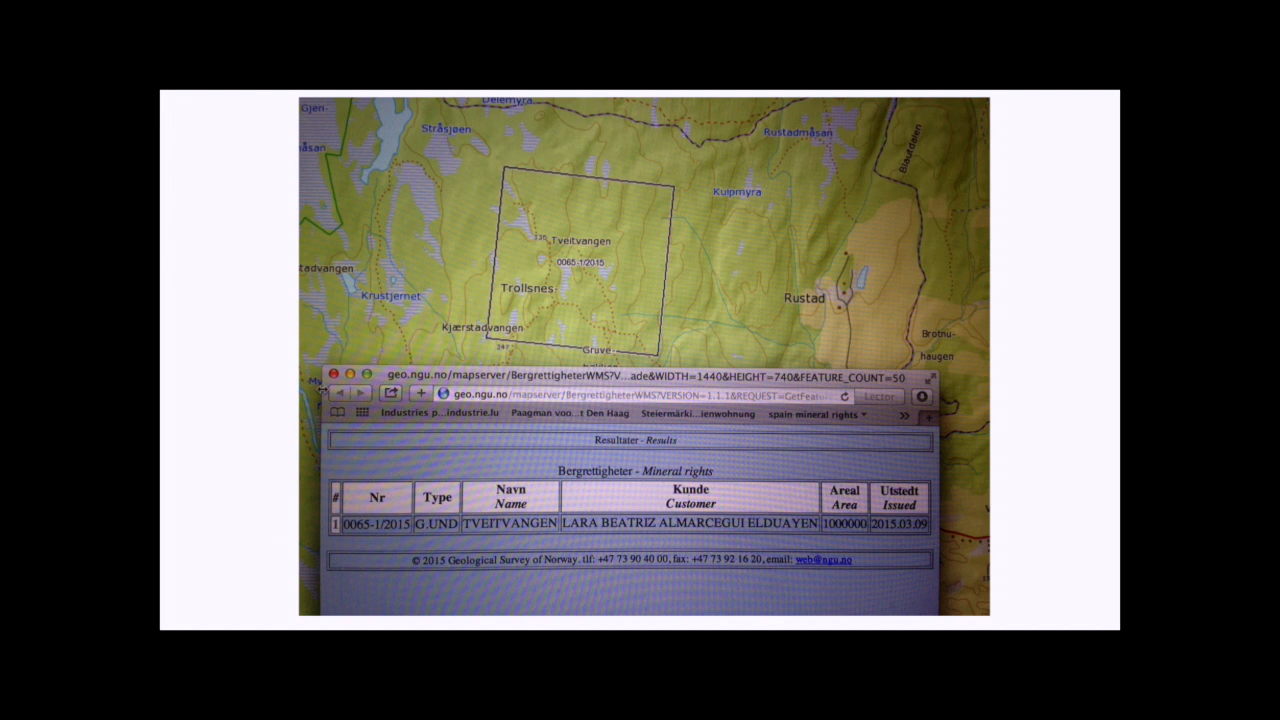 Gjen-
Delemyra
Stråsjøen
Rustadmåsan
Blautdalen
åsan
Kulpmyra
336
Tveitvangen
0065-1/2015
tadvangen
Trollsnes
Krustjernet
Rustad
Kjærstadvangen
Brotnu-
haugen
347
Gruve-
geo.ngu.no/mapserver/BergrettigheterWMS?V...ade&WIDTH=1440&HEIGHT=740&FEATURE_COUNT=50
geo.ngu.no/mapserver/BergrettigheterWMS?VERSION=1.1.1&REQUEST=GetFeatu
Lector
Industries p...industrie.lu Paagman voo...t Den Haag Steiermärki...ienwohnung spain mineral rights
Resultater - Results
Bergrettigheter - Mineral rights
# Nr Type Navn Name Kunde Customer Areal Area Utstedt Issued
1 0065-1/2015 G.UND TVEITVANGEN LARA BEATRIZ ALMARCEGUI ELDUAYEN 1000000 2015.03.09
© 2015 Geological Survey of Norway. tlf: +47 73 90 40 00, fax: +47 73 92 16 20, email: web@ngu.no